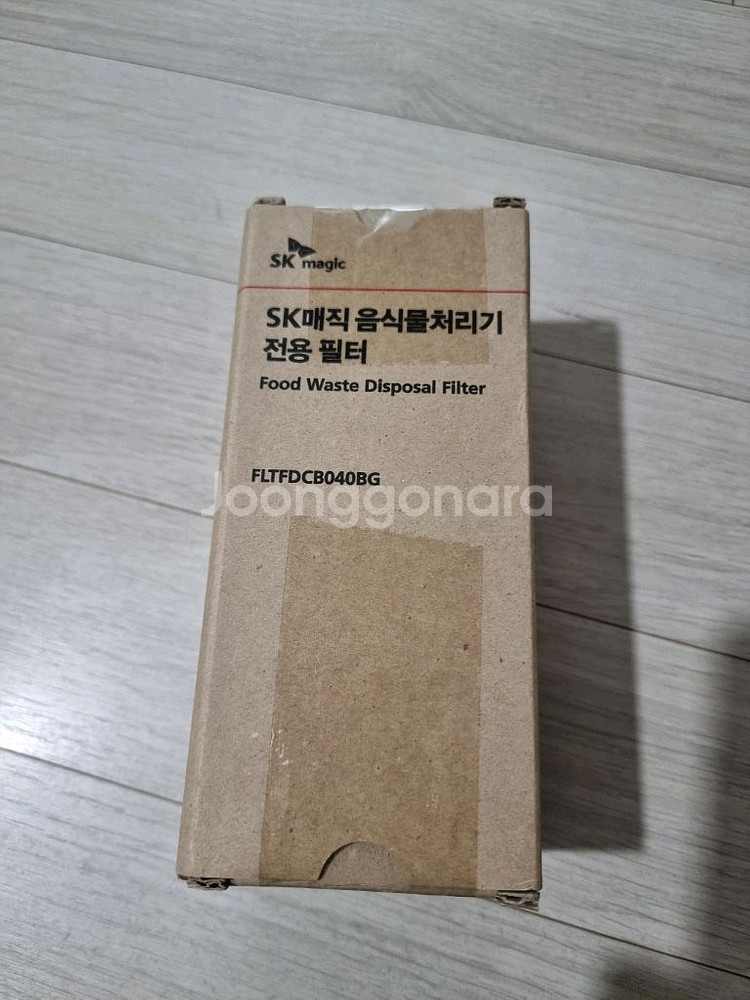 SK magic
SK매직 음식물처리기
전용 필터
Food Waste Disposal Filter
FLTFDCB040BG
Joonggonara